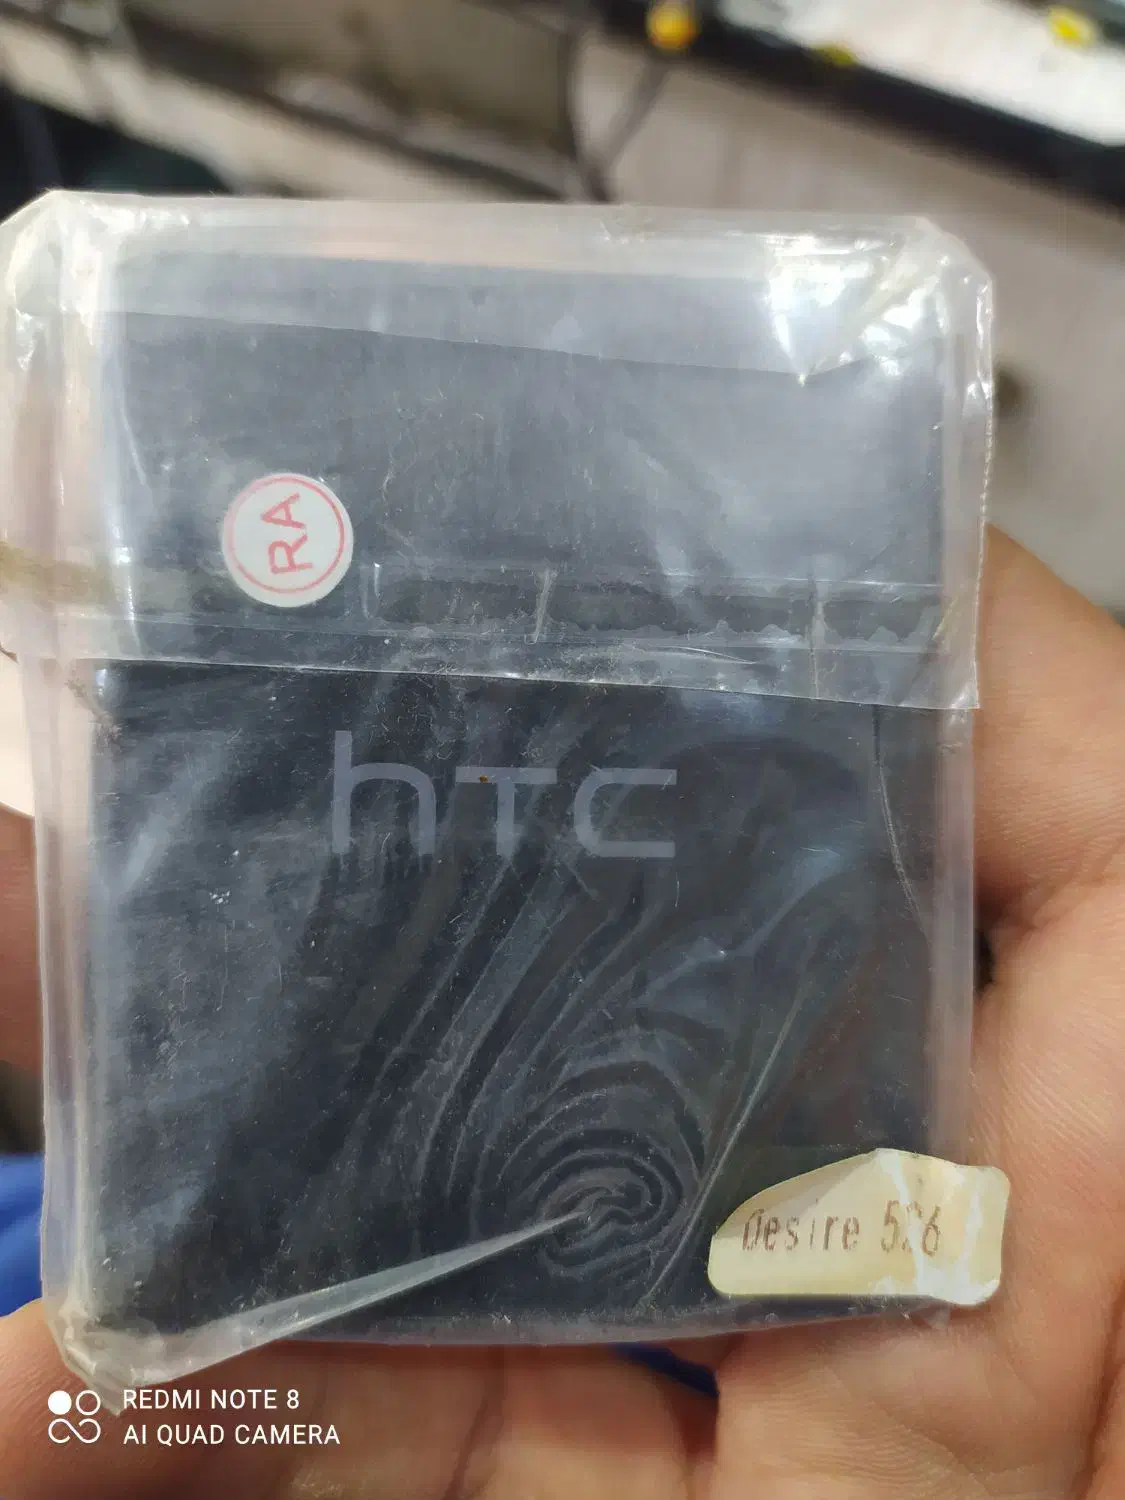 RA
hTC
Desire 526
REDMI NOTE 8
AI QUAD CAMERA